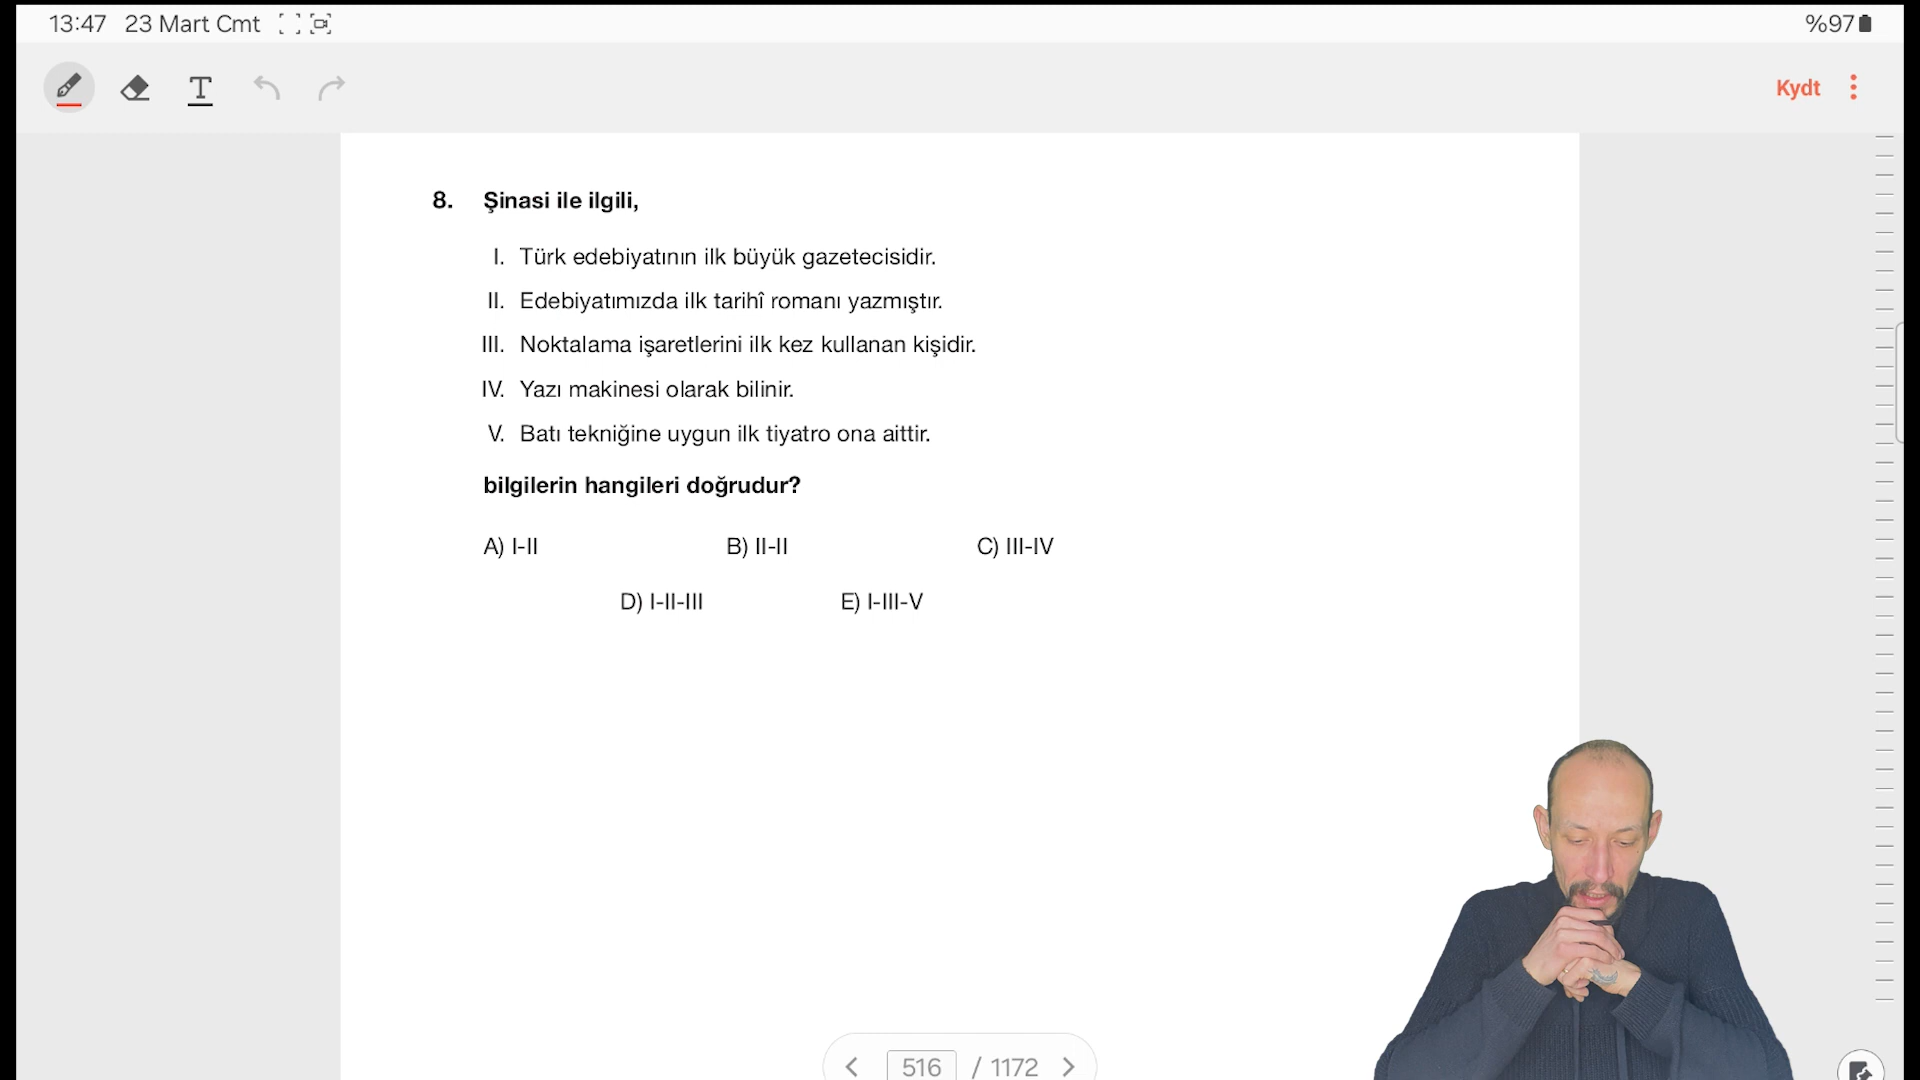 13:47 23 Mart Cmt
%97
T
Kydt
8. Şinasi ile ilgili,
I. Türk edebiyatının ilk büyük gazetecisidir.
II. Edebiyatımızda ilk tarihî romanı yazmıştır.
III. Noktalama işaretlerini ilk kez kullanan kişidir.
IV. Yazı makinesi olarak bilinir.
V. Batı tekniğine uygun ilk tiyatro ona aittir.
bilgilerin hangileri doğrudur?
A) I-II B) II-II C) III-IV
D) I-II-III E) I-III-V
516 / 1172